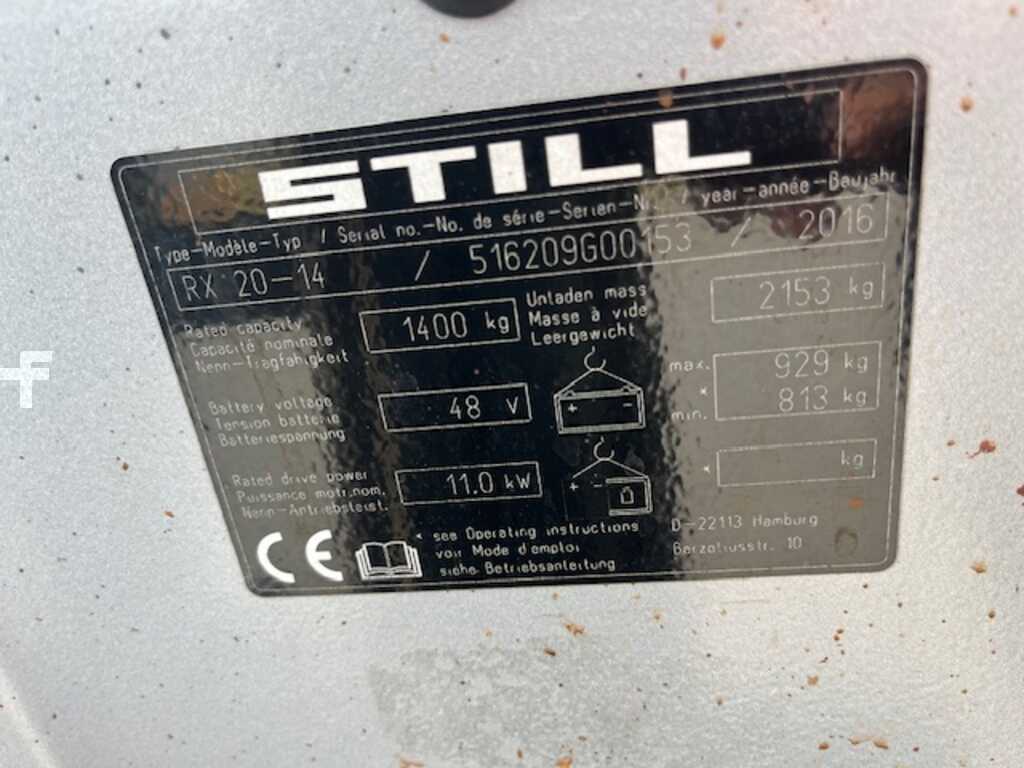 STILL
Type-Modèle-Typ / Serial no.-No. de série-Serien-Nr. / year-année-Baujahr
RX 20-14 / 516209G00153 / 2016
Rated capacity
Capacité nominale
Nenn-Tragfähigkeit
1400 kg
Unladen mass
Masse à vide
Leergewicht
2153 kg
Battery voltage
Tension batterie
Batteriespannung
48 V
+ -
max.
*
min.
929 kg
813 kg
Rated drive power
Puissance motr.nom.
Nenn-Antriebsleist.
11.0 kW
+ -
*
kg
CE
* see Operating instructions
voir Mode d'emploi
siehe Betriebsanleitung
D-22113 Hamburg
Berzeliusstr. 10